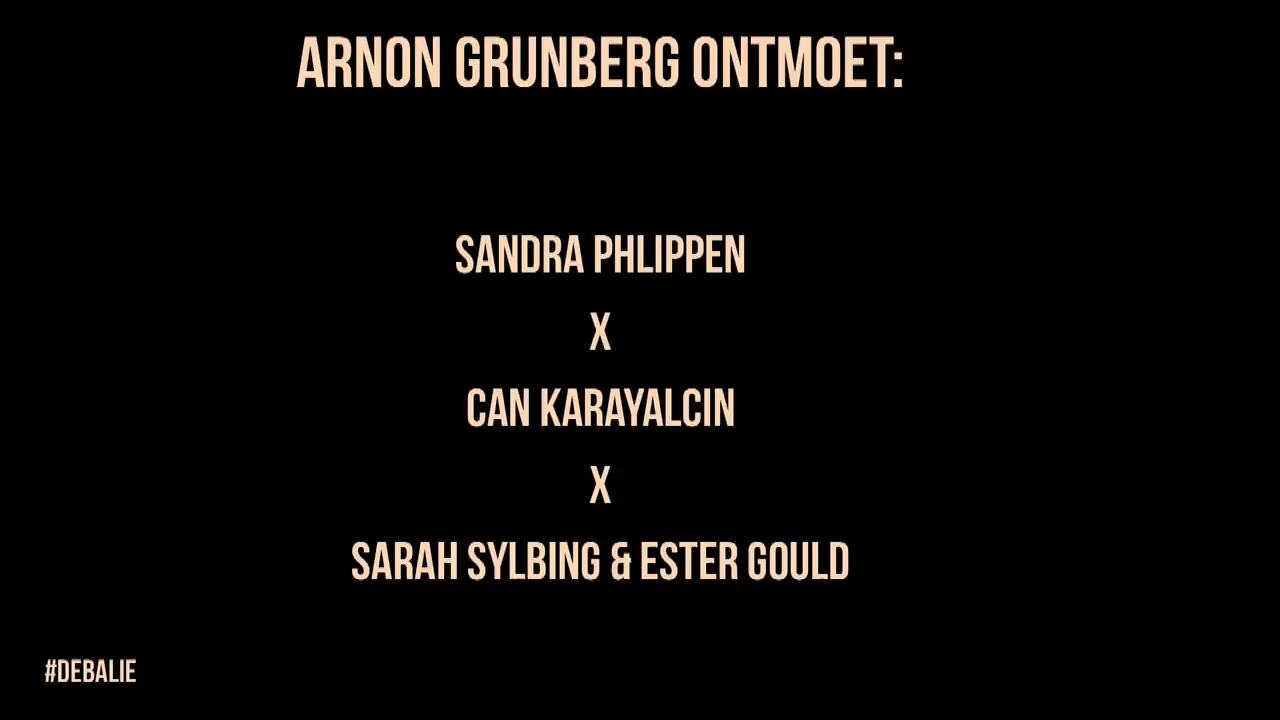 ARNON GRUNBERG ONTMOET:
SANDRA PHLIPPEN
X
CAN KARAYALCIN
X
SARAH SYLBING & ESTER GOULD
#DEBALIE